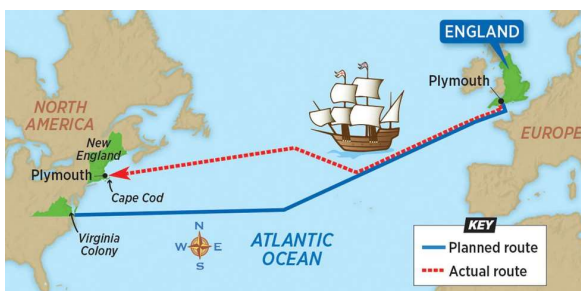 ENGLAND
Plymouth
NORTH
AMERICA
EUROPE
New
England
Plymouth
Cape Cod
Virginia
Colony
N
W E
S
ATLANTIC
OCEAN
KEY
Planned route
Actual route